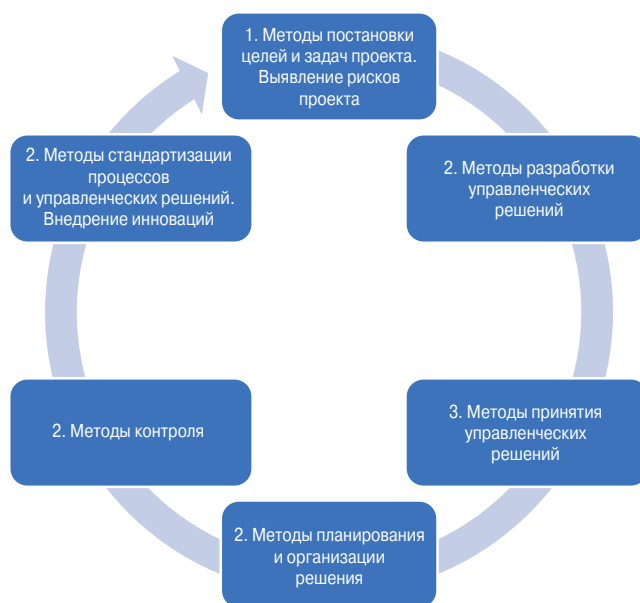 1. Методы постановки
целей и задач проекта.
Выявление рисков
проекта
2. Методы разработки
управленческих
решений
3. Методы принятия
управленческих
решений
2. Методы планирования
и организации
решения
2. Методы контроля
2. Методы стандартизации
процессов
и управленческих решений.
Внедрение инноваций